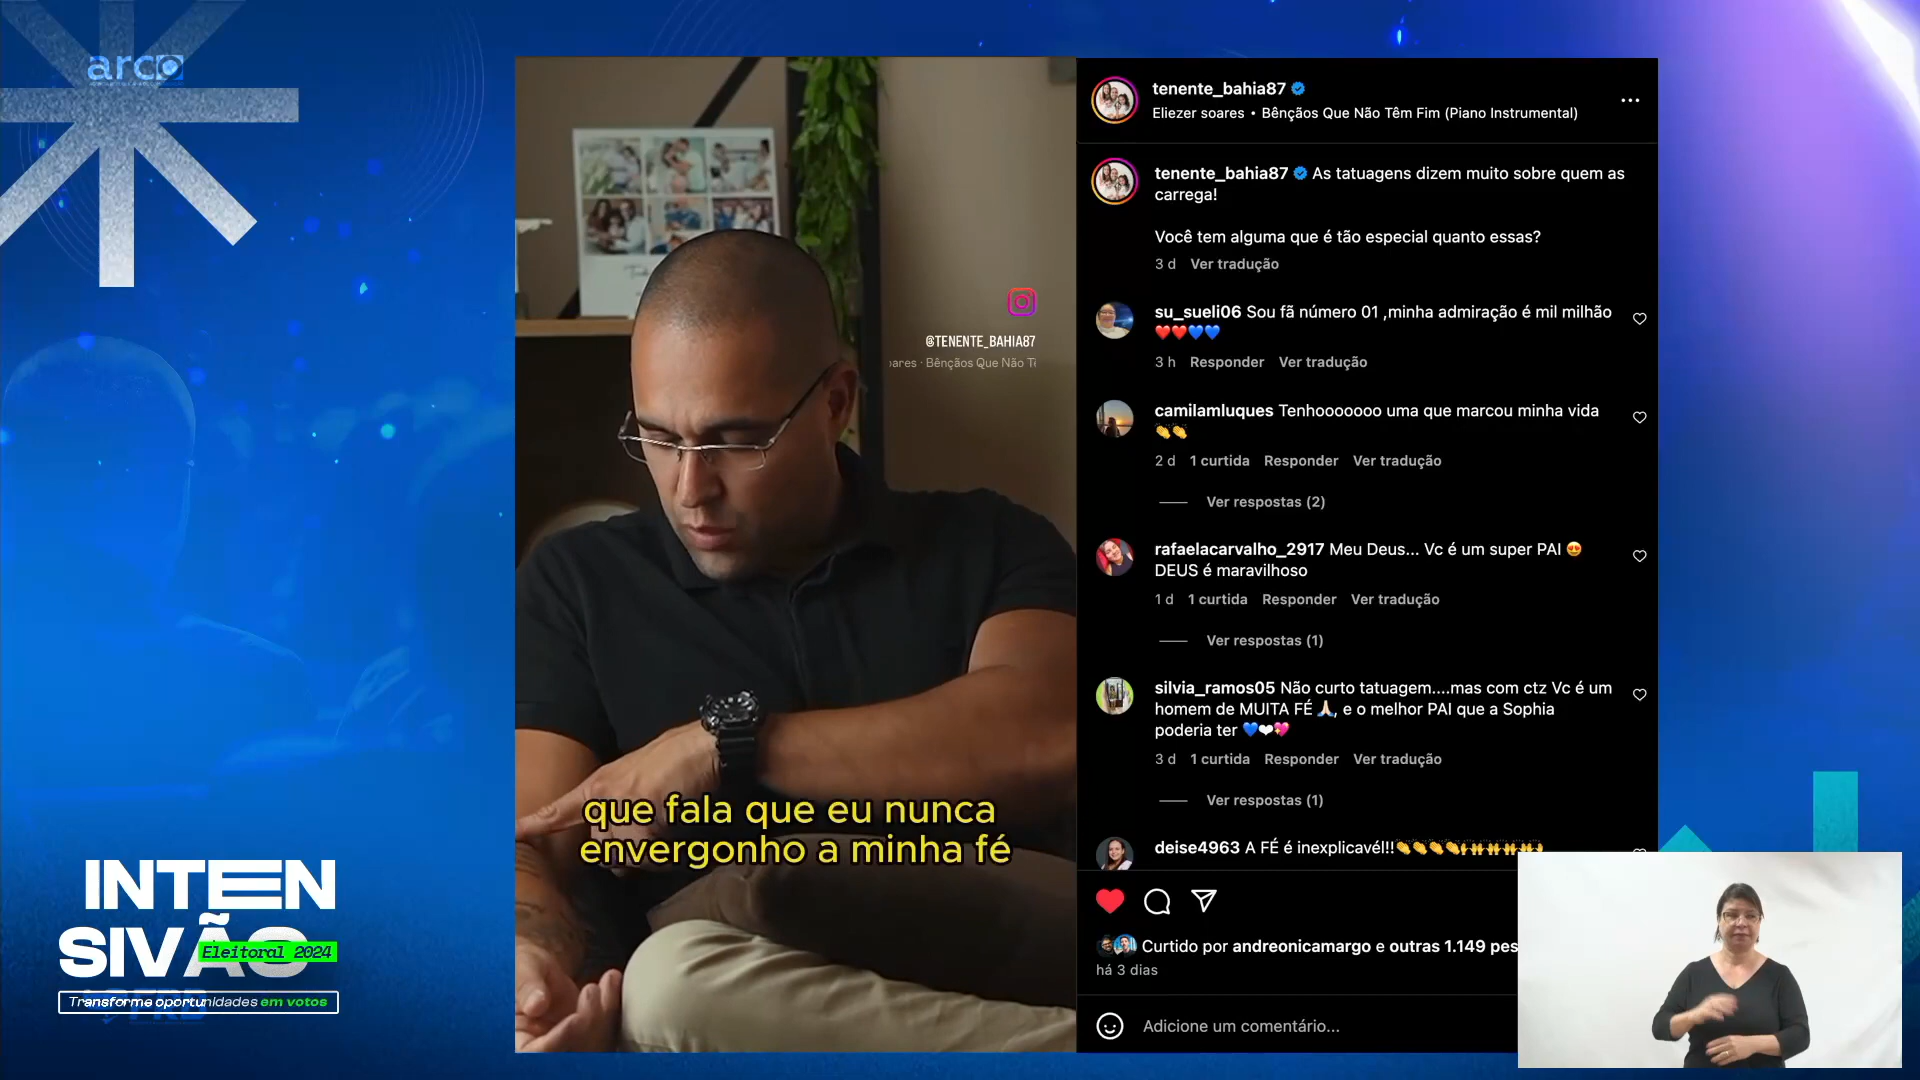 arco
tenente_bahia87
Eliezer soares • Bênçãos Que Não Têm Fim (Piano Instrumental)
tenente_bahia87 As tatuagens dizem muito sobre quem as
carrega!
Você tem alguma que é tão especial quanto essas?
3 d Ver tradução
su_sueli06 Sou fã número 01 ,minha admiração é mil milhão
❤️❤️💙💙
3 h Responder Ver tradução
camilamluques Tenhooooooo uma que marcou minha vida
👏👏
2 d 1 curtida Responder Ver tradução
Ver respostas (2)
rafaelacarvalho_2917 Meu Deus... Vc é um super PAI 😍
DEUS é maravilhoso
1 d 1 curtida Responder Ver tradução
Ver respostas (1)
silvia_ramos05 Não curto tatuagem....mas com ctz Vc é um
homem de MUITA FÉ 🙏, e o melhor PAI que a Sophia
poderia ter 💙❤💖
3 d 1 curtida Responder Ver tradução
Ver respostas (1)
deise4963 A FÉ é inexplicavél!!👏👏👏👏🙌🙌🙌🙌🙌
Curtido por andreonicamargo e outras 1.149 pes
há 3 dias
Adicione um comentário...
@TENENTE_BAHIA87
ares · Bênçãos Que Não Tê
que fala que eu nunca
envergonho a minha fé
INTEN
SIVÃO
Eleitoral 2024
Transforme oportunidades em votos